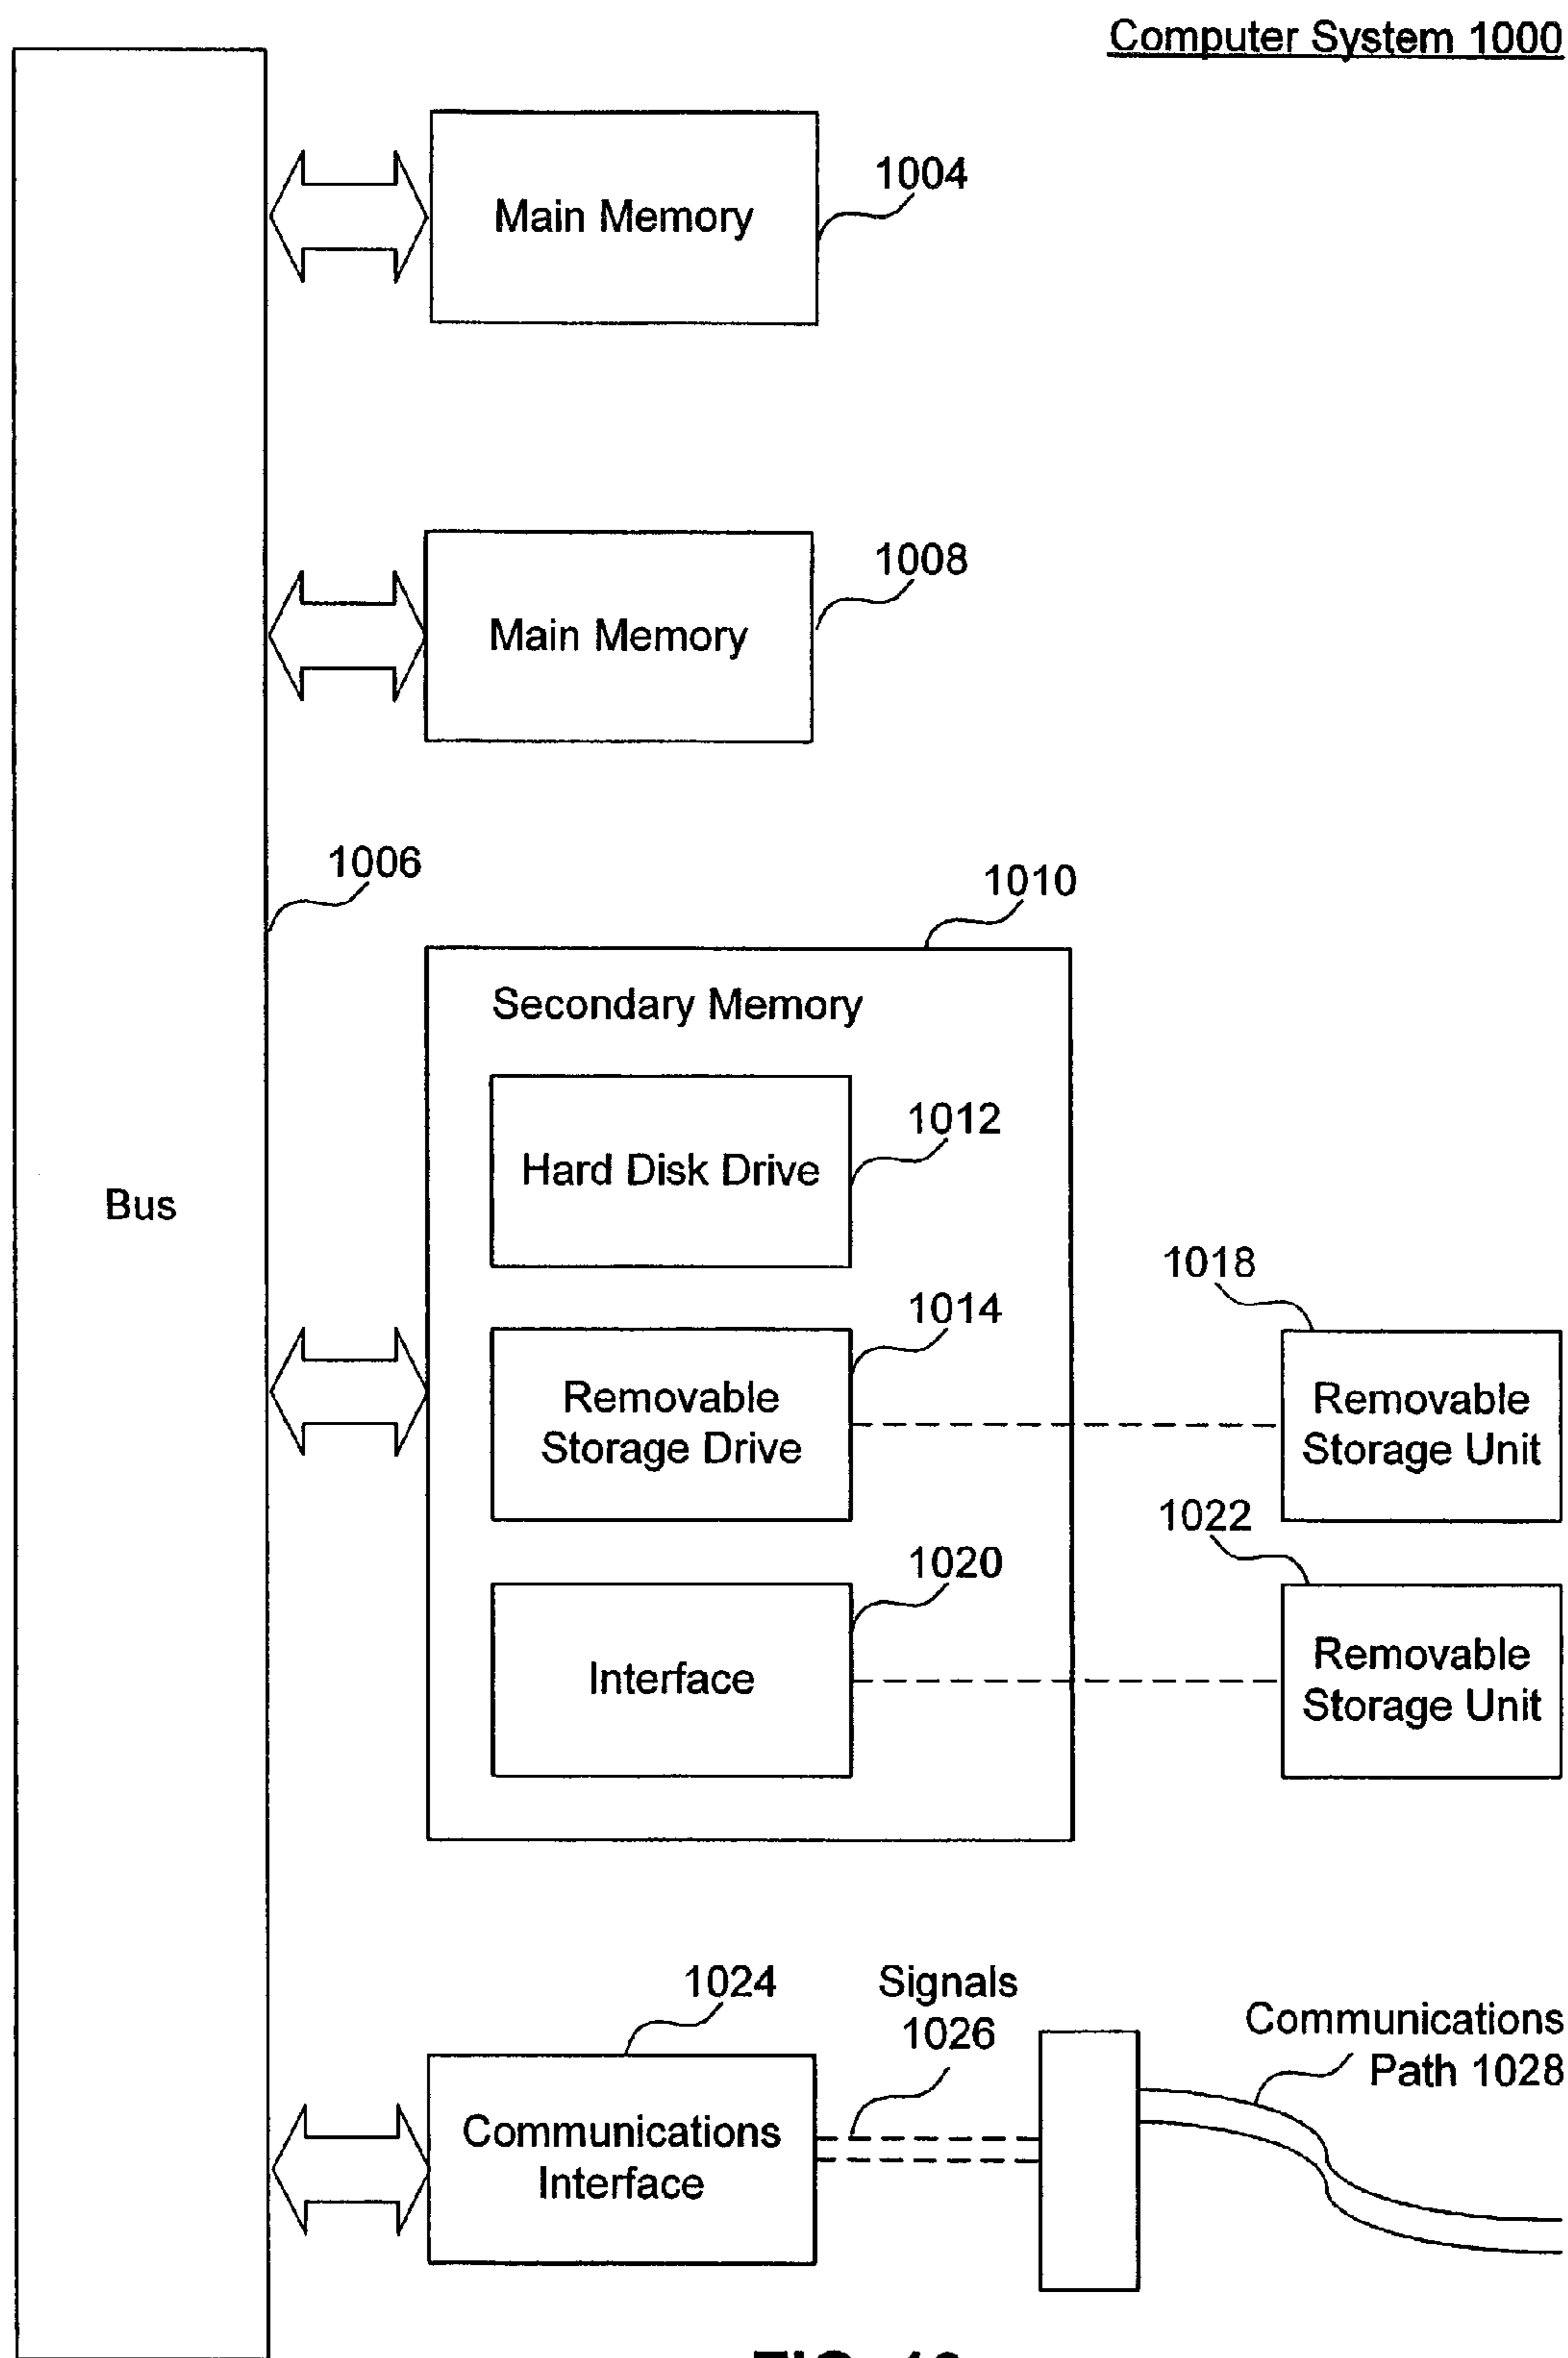 Computer System 1000
1004
Main Memory
1008
Main Memory
1006
1010
Secondary Memory
1012
Hard Disk Drive
Bus
1018
1014
Removable
Storage Drive
Removable
Storage Unit
1022
1020
Interface
Removable
Storage Unit
1024
Signals
1026
Communications
Path 1028
Communications
Interface